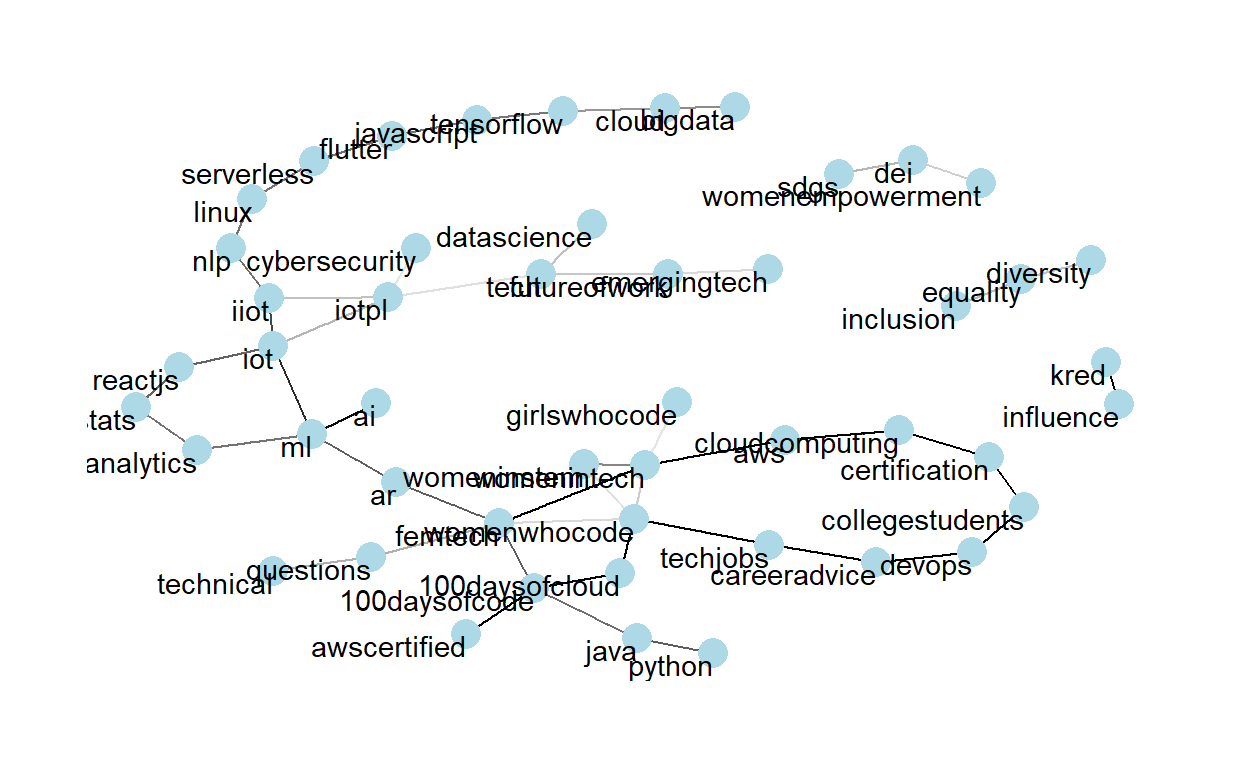 tensorflow
cloud
bigdata
javascript
flutter
serverless
sdgs
dei
womenempowerment
linux
datascience
nlp
cybersecurity
tech
futureofwork
emergingtech
diversity
equality
inclusion
iiot
iotpl
iot
reactjs
kred
influence
ai
girlswhocode
tats
ml
cloudcomputing
aws
analytics
certification
womeninstem
womenintech
ar
collegestudents
femtech
womenwhocode
techjobs
careeradvice
devops
questions
technical
100daysofcloud
100daysofcode
awscertified
java
python